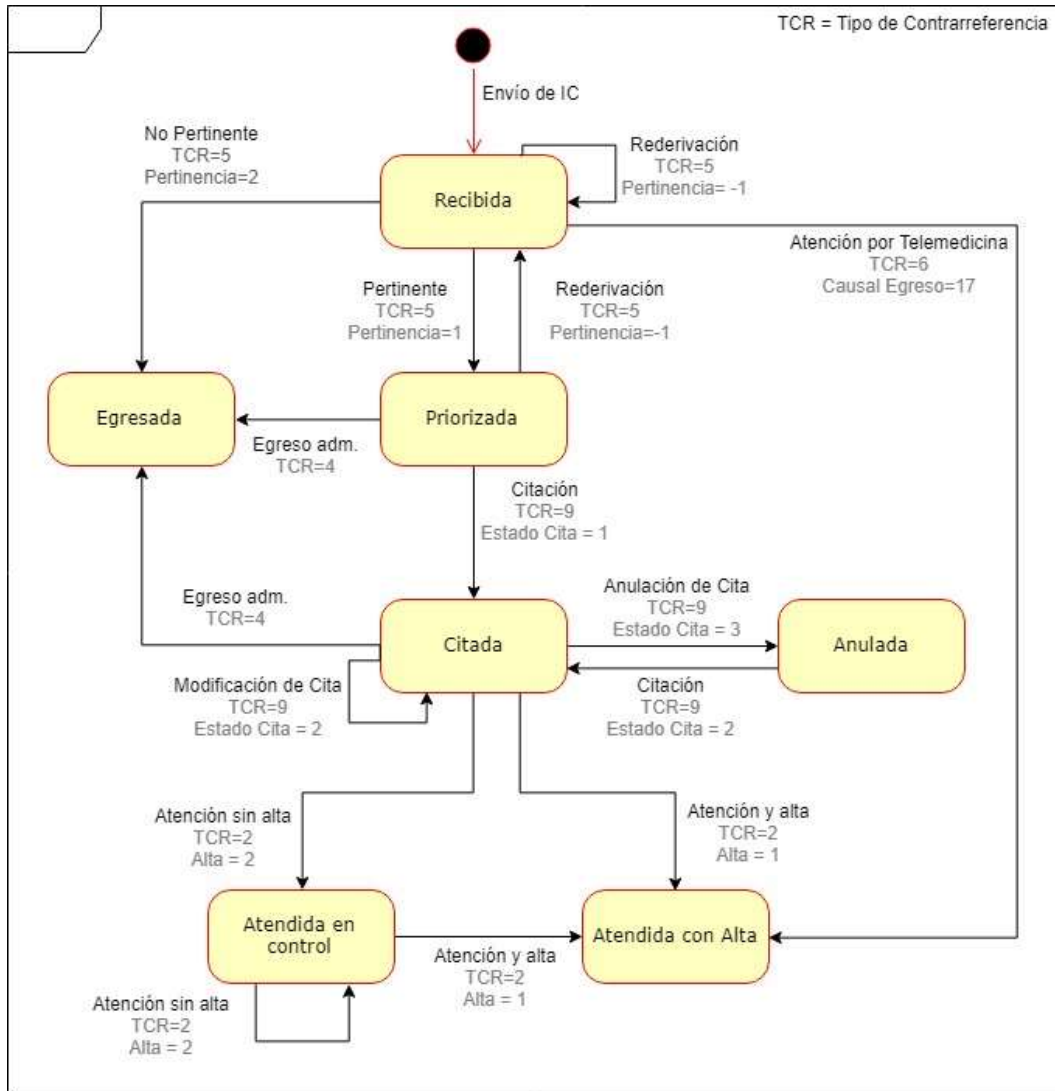 TCR = Tipo de Contrarreferencia
Envío de IC
No Pertinente
TCR=5
Pertinencia=2
Rederivación
TCR=5
Pertinencia= -1
Recibida
Atención por Telemedicina
TCR=6
Causal Egreso=17
Pertinente
TCR=5
Pertinencia=1
Rederivación
TCR=5
Pertinencia=-1
Egresada
Priorizada
Egreso adm.
TCR=4
Citación
TCR=9
Estado Cita = 1
Egreso adm.
TCR=4
Anulación de Cita
TCR=9
Estado Cita = 3
Citada
Anulada
Modificación de Cita
TCR=9
Estado Cita = 2
Citación
TCR=9
Estado Cita = 2
Atención sin alta
TCR=2
Alta = 2
Atención y alta
TCR=2
Alta = 1
Atendida en
control
Atendida con Alta
Atención y alta
TCR=2
Alta = 1
Atención sin alta
TCR=2
Alta = 2